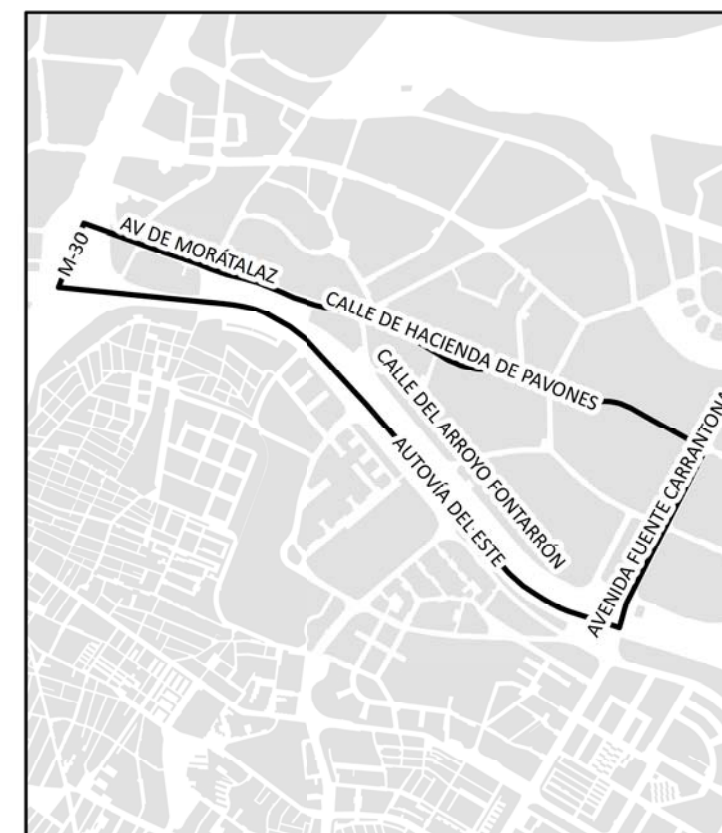 M-30
AV DE MORÁTALAZ
CALLE DE HACIENDA DE PAVONES
CALLE DEL ARROYO FONTARRÓN
AUTOVÍA DEL ESTE
AVENIDA FUENTE CARRANTONA